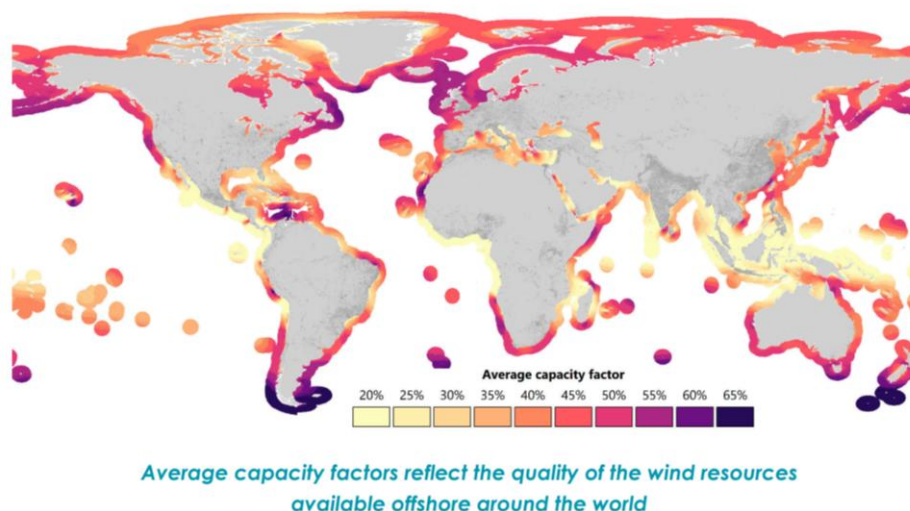 Average capacity factor
20% 25% 30% 35% 40% 45% 50% 55% 60% 65%
Average capacity factors reflect the quality of the wind resources
available offshore around the world